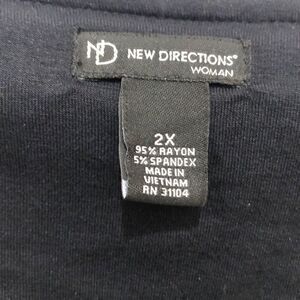 ND NEW DIRECTIONS®
WOMAN
2X
95% RAYON
5% SPANDEX
MADE IN
VIETNAM
RN 31104